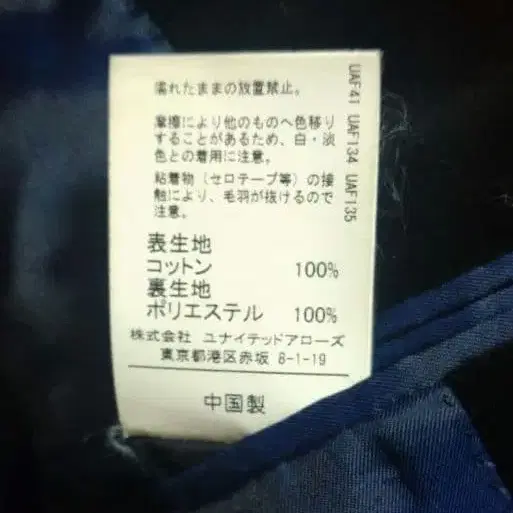 濡れたままの放置禁止。
摩擦により他のものへ色移り
することがあるため、白・淡
色との着用に注意。
粘着物（セロテープ等）の接
触により、毛羽が抜けるので
注意。
表生地
コットン 100%
裏生地
ポリエステル 100%
株式会社 ユナイテッドアローズ
東京都港区赤坂 8-1-19
中国製
UAF41 UAF134 UAF135